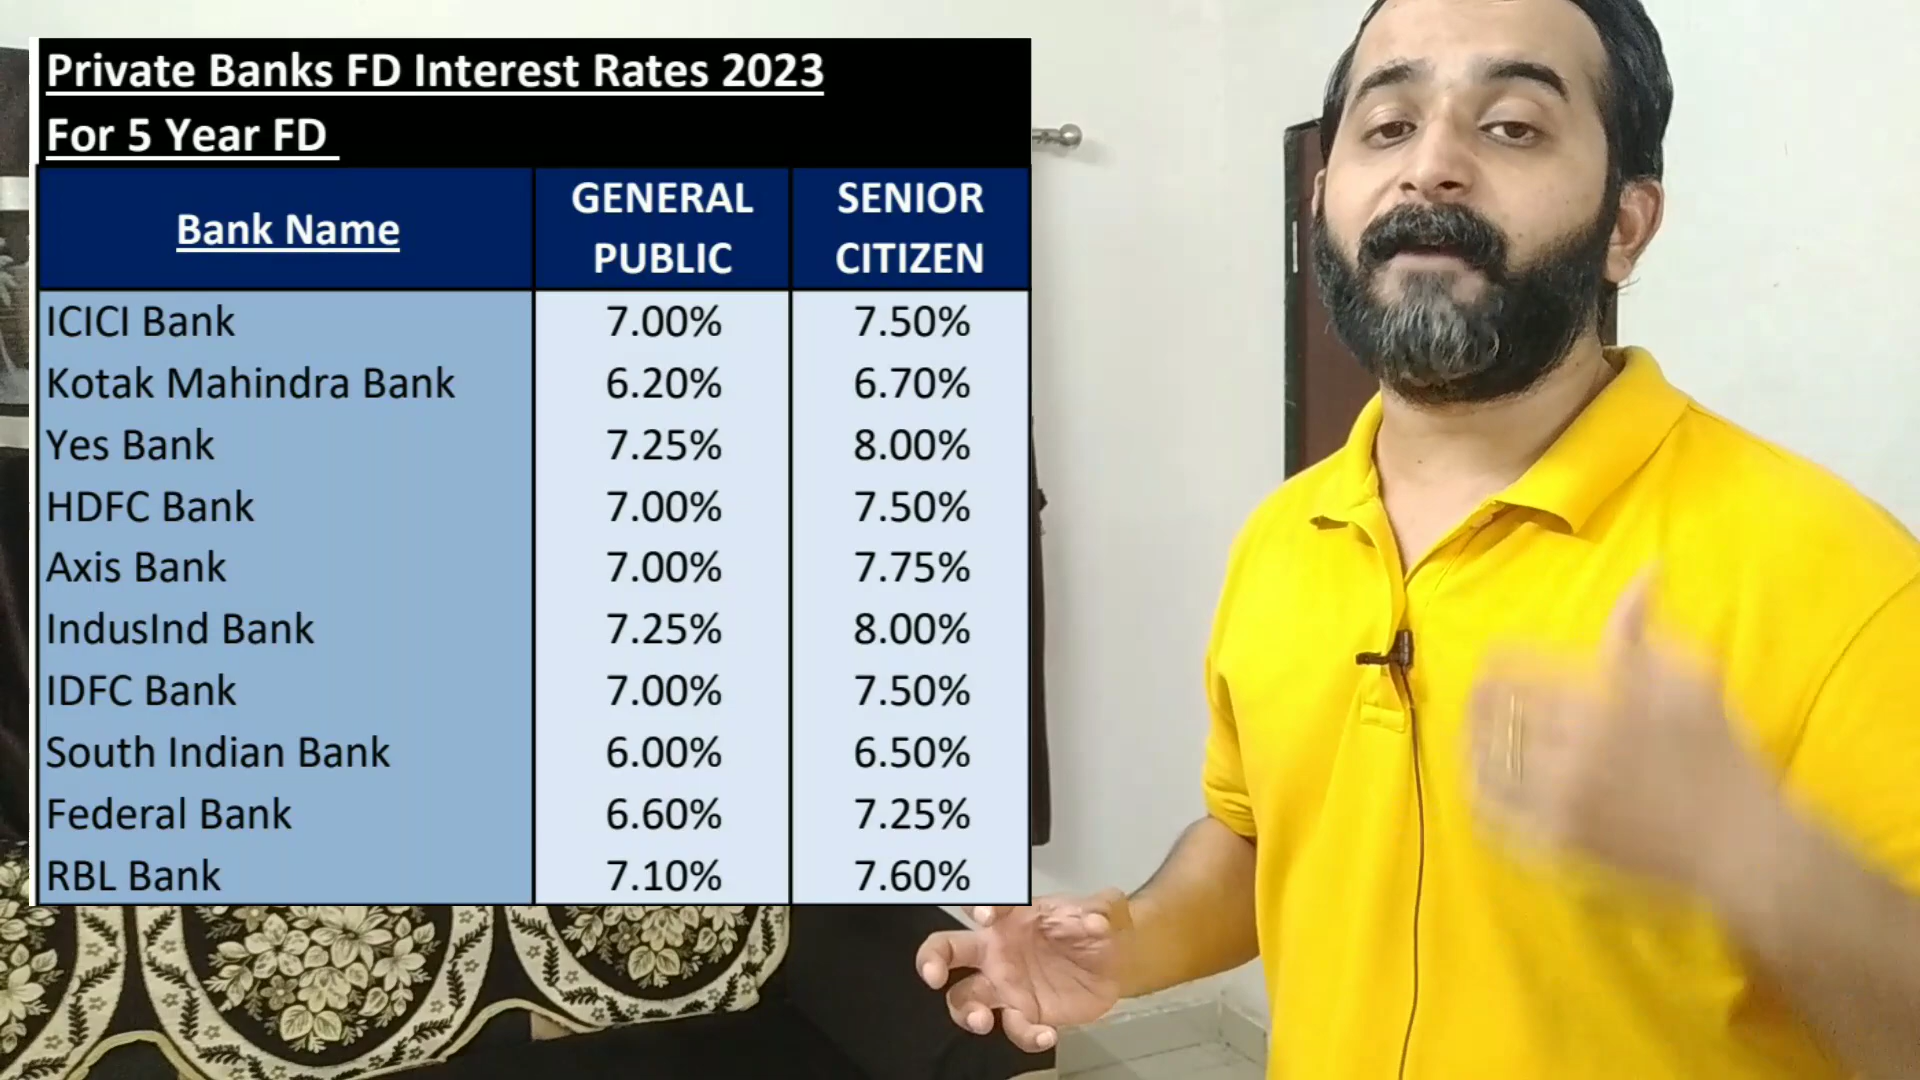 Private Banks FD Interest Rates 2023
For 5 Year FD
Bank Name GENERAL PUBLIC SENIOR CITIZEN
ICICI Bank 7.00% 7.50%
Kotak Mahindra Bank 6.20% 6.70%
Yes Bank 7.25% 8.00%
HDFC Bank 7.00% 7.50%
Axis Bank 7.00% 7.75%
IndusInd Bank 7.25% 8.00%
IDFC Bank 7.00% 7.50%
South Indian Bank 6.00% 6.50%
Federal Bank 6.60% 7.25%
RBL Bank 7.10% 7.60%